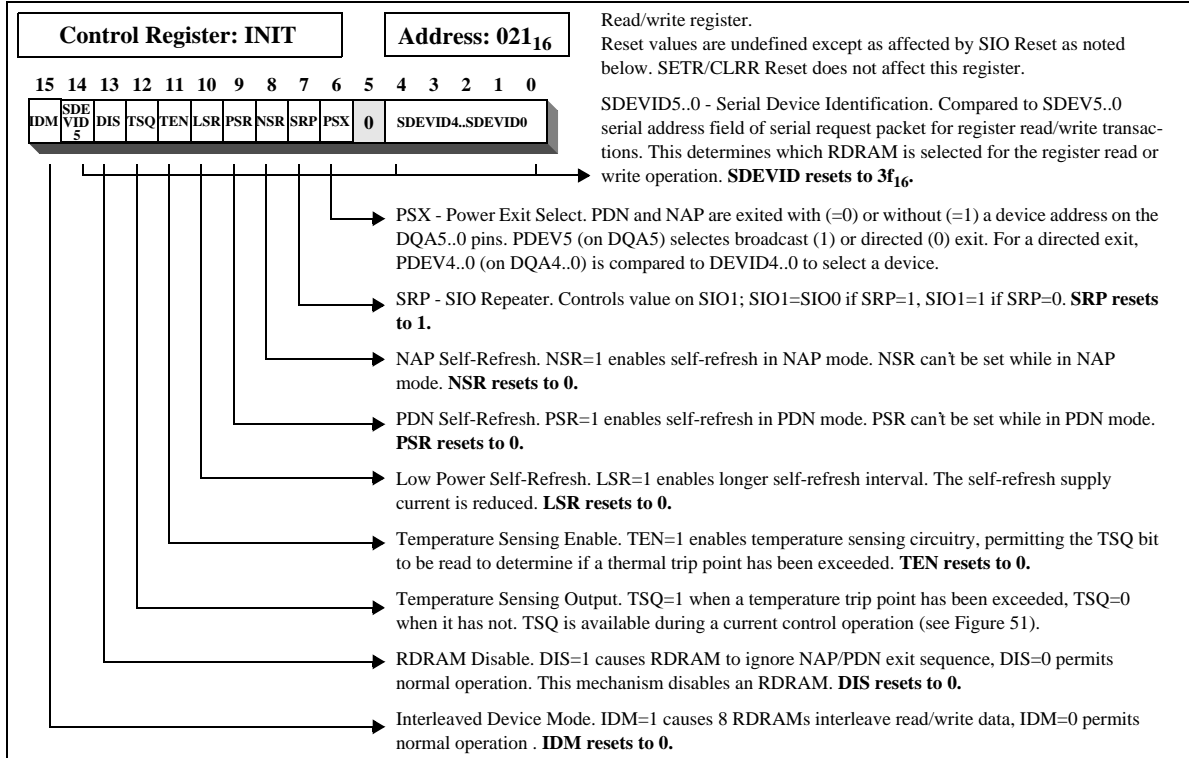 Control Register: INIT
Address: 021₁₆
Read/write register.
Reset values are undefined except as affected by SIO Reset as noted
below. SETR/CLRR Reset does not affect this register.
15 14 13 12 11 10 9 8 7 6 5 4 3 2 1 0
IDM SDE VID 5 DIS TSQ TEN LSR PSR NSR SRP PSX 0 SDEVID4..SDEVID0
SDEVID5..0 - Serial Device Identification. Compared to SDEV5..0
serial address field of serial request packet for register read/write transac-
tions. This determines which RDRAM is selected for the register read or
write operation. SDEVID resets to 3f₁₆.
PSX - Power Exit Select. PDN and NAP are exited with (=0) or without (=1) a device address on the
DQA5..0 pins. PDEV5 (on DQA5) selectes broadcast (1) or directed (0) exit. For a directed exit,
PDEV4..0 (on DQA4..0) is compared to DEVID4..0 to select a device.
SRP - SIO Repeater. Controls value on SIO1; SIO1=SIO0 if SRP=1, SIO1=1 if SRP=0. SRP resets
to 1.
NAP Self-Refresh. NSR=1 enables self-refresh in NAP mode. NSR can't be set while in NAP
mode. NSR resets to 0.
PDN Self-Refresh. PSR=1 enables self-refresh in PDN mode. PSR can't be set while in PDN mode.
PSR resets to 0.
Low Power Self-Refresh. LSR=1 enables longer self-refresh interval. The self-refresh supply
current is reduced. LSR resets to 0.
Temperature Sensing Enable. TEN=1 enables temperature sensing circuitry, permitting the TSQ bit
to be read to determine if a thermal trip point has been exceeded. TEN resets to 0.
Temperature Sensing Output. TSQ=1 when a temperature trip point has been exceeded, TSQ=0
when it has not. TSQ is available during a current control operation (see Figure 51).
RDRAM Disable. DIS=1 causes RDRAM to ignore NAP/PDN exit sequence, DIS=0 permits
normal operation. This mechanism disables an RDRAM. DIS resets to 0.
Interleaved Device Mode. IDM=1 causes 8 RDRAMs interleave read/write data, IDM=0 permits
normal operation . IDM resets to 0.